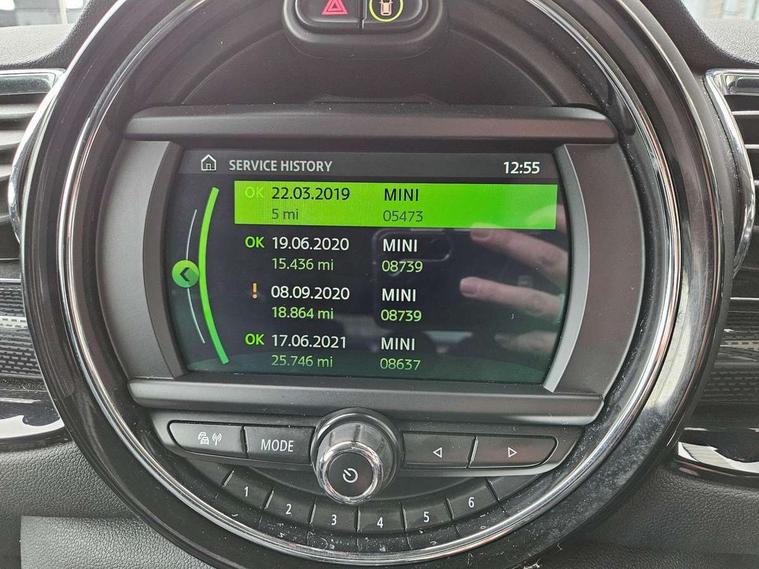 SERVICE HISTORY 12:55
OK 22.03.2019 MINI
5 mi 05473
OK 19.06.2020 MINI
15.436 mi 08739
! 08.09.2020 MINI
18.864 mi 08739
OK 17.06.2021 MINI
25.746 mi 08637
MODE
1 2 3 4 5 6